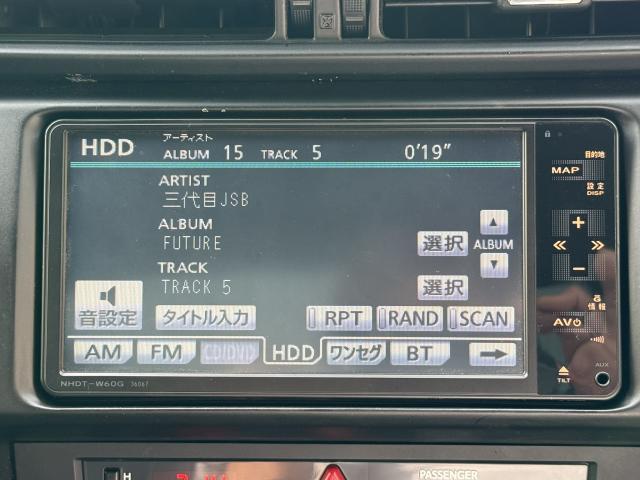 HDD アーティスト
ALBUM 15 TRACK 5 0'19"
ARTIST
三代目JSB
ALBUM
FUTURE
選択 ALBUM
TRACK
TRACK 5
選択
音設定 タイトル入力 RPT RAND SCAN
AM FM CD/DVD HDD ワンセグ BT
NHDT-W60G 36067
目的地
MAP
設定
DISP
情報
AV
TILT
AUX
H
PASSENGER